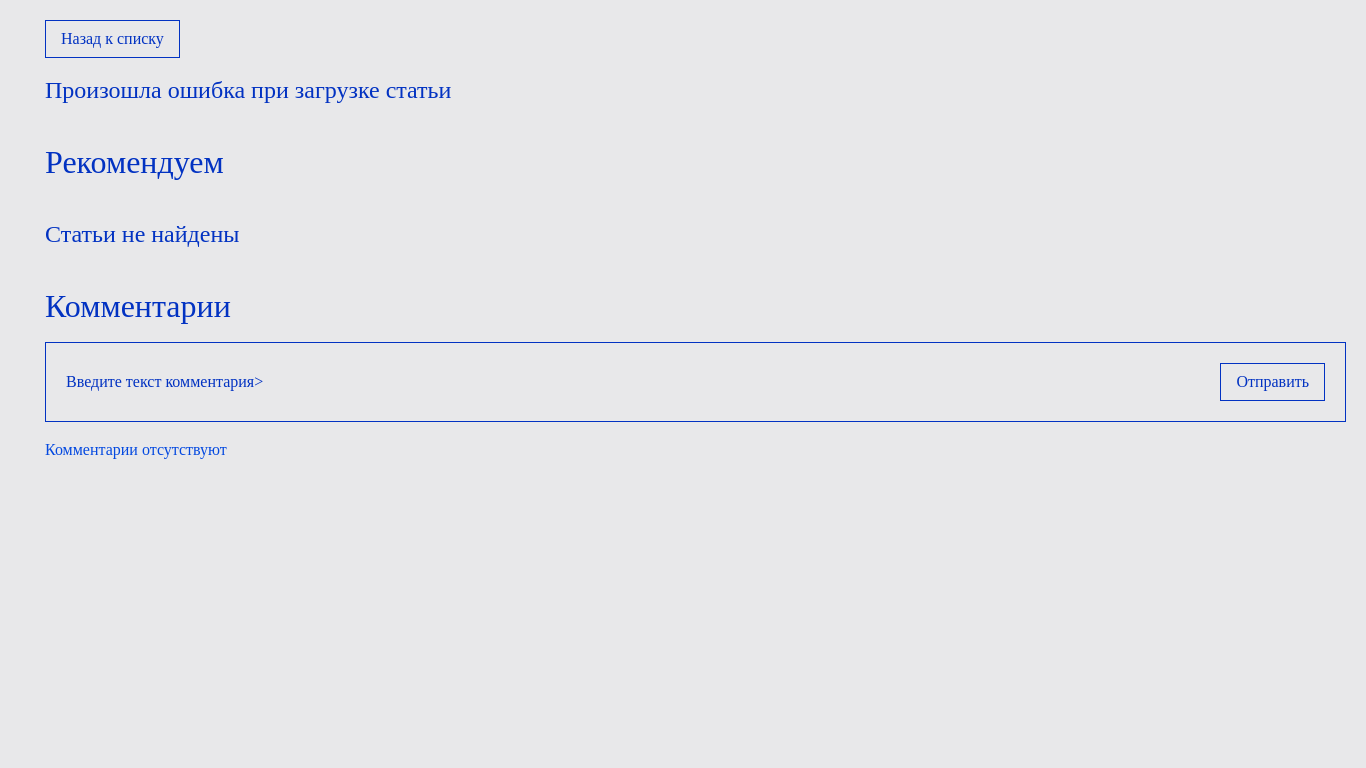 Назад к списку
Произошла ошибка при загрузке статьи
Рекомендуем
Статьи не найдены
Комментарии
Введите текст комментария>
Отправить
Комментарии отсутствуют